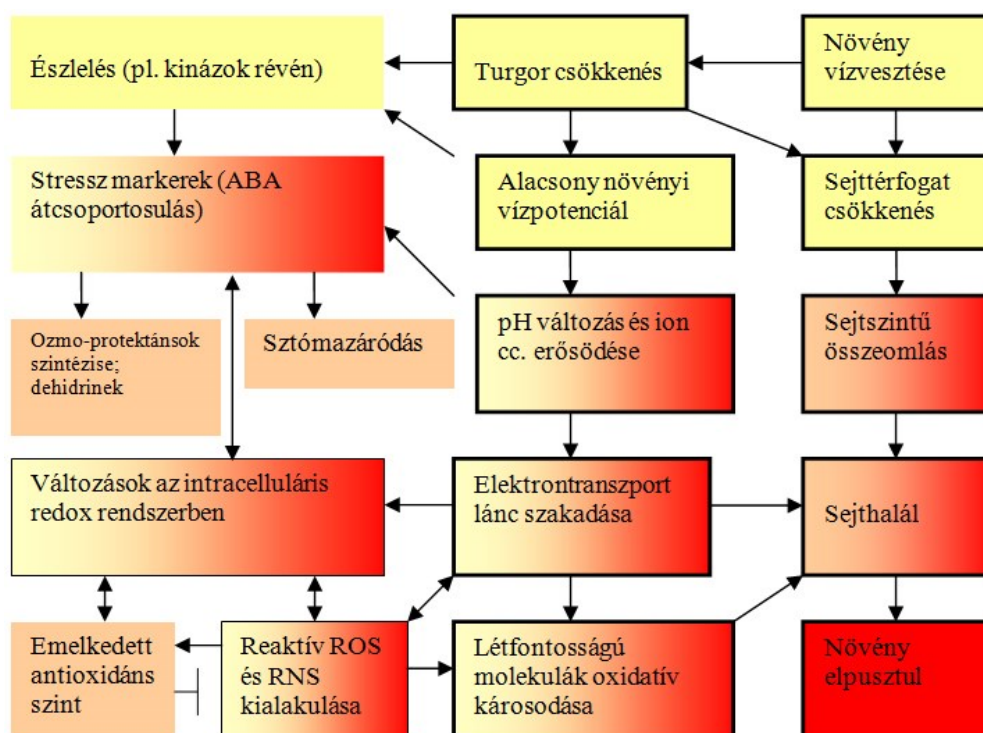 Észlelés (pl. kinázok révén)
Turgor csökkenés
Növény
vízvesztése
Stressz markerek (ABA
átcsoportosulás)
Alacsony növényi
vízpotenciál
Sejttérfogat
csökkenés
Ozmo-protektánsok
szintézise;
dehidrinek
Sztómazáródás
pH változás és ion
cc. erősödése
Sejtszintű
összeomlás
Változások az intracelluláris
redox rendszerben
Elektrontranszport
lánc szakadása
Sejthalál
Emelkedett
antioxidáns
szint
Reaktív ROS
és RNS
kialakulása
Létfontosságú
molekulák oxidatív
károsodása
Növény
elpusztul